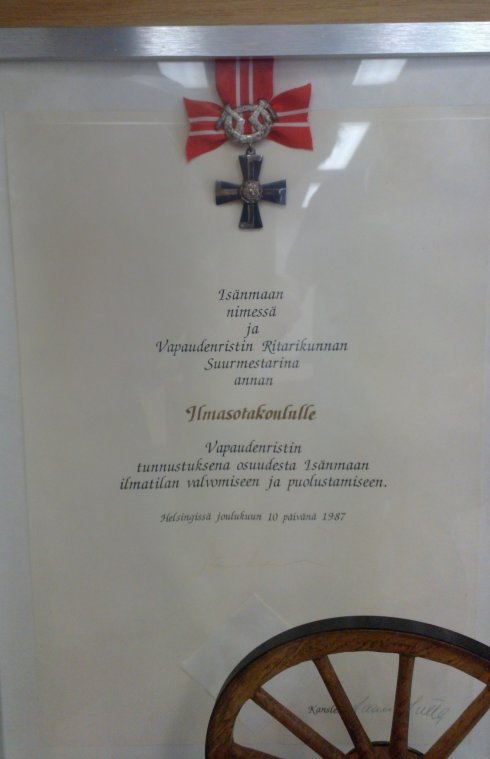 Isänmaan
nimessä
ja
Vapaudenristin Ritarikunnan
Suurmestarina
annan
Ilmasotakoululle
Vapaudenristin
tunnustuksena osuudesta Isänmaan
ilmatilan valvomiseen ja puolustamiseen.
Helsingissä joulukuun 10 päivänä 1987